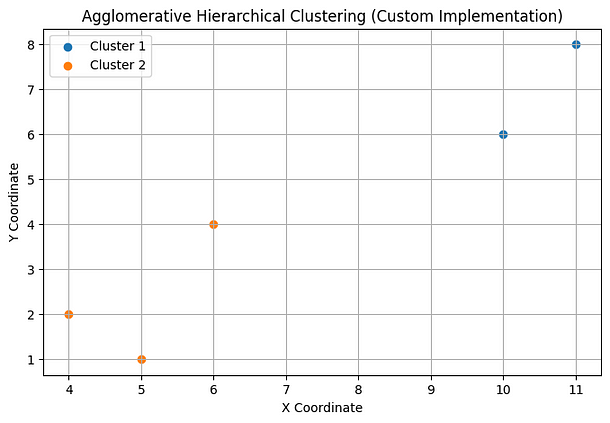 Agglomerative Hierarchical Clustering (Custom Implementation)
Cluster 1
Cluster 2
8
7
6
5
4
3
2
1
Y Coordinate
4 5 6 7 8 9 10 11
X Coordinate